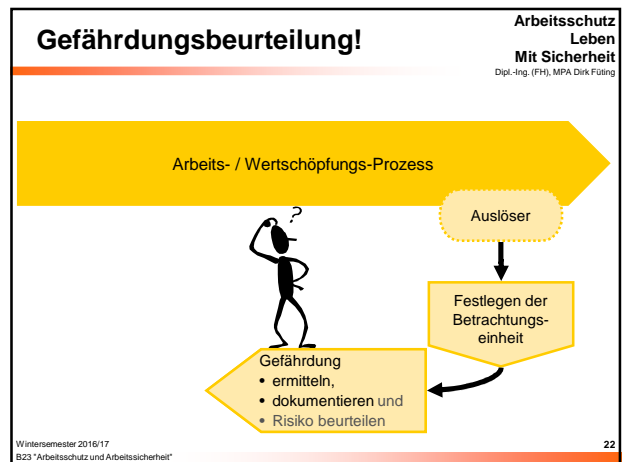 Gefährdungsbeurteilung!
Arbeitsschutz
Leben
Mit Sicherheit
Dipl.-Ing. (FH), MPA Dirk Füting
Arbeits- / Wertschöpfungs-Prozess
?
Auslöser
Festlegen der
Betrachtungs-
einheit
Gefährdung
• ermitteln,
• dokumentieren und
• Risiko beurteilen
Wintersemester 2016/17
B23 "Arbeitsschutz und Arbeitssicherheit"
22